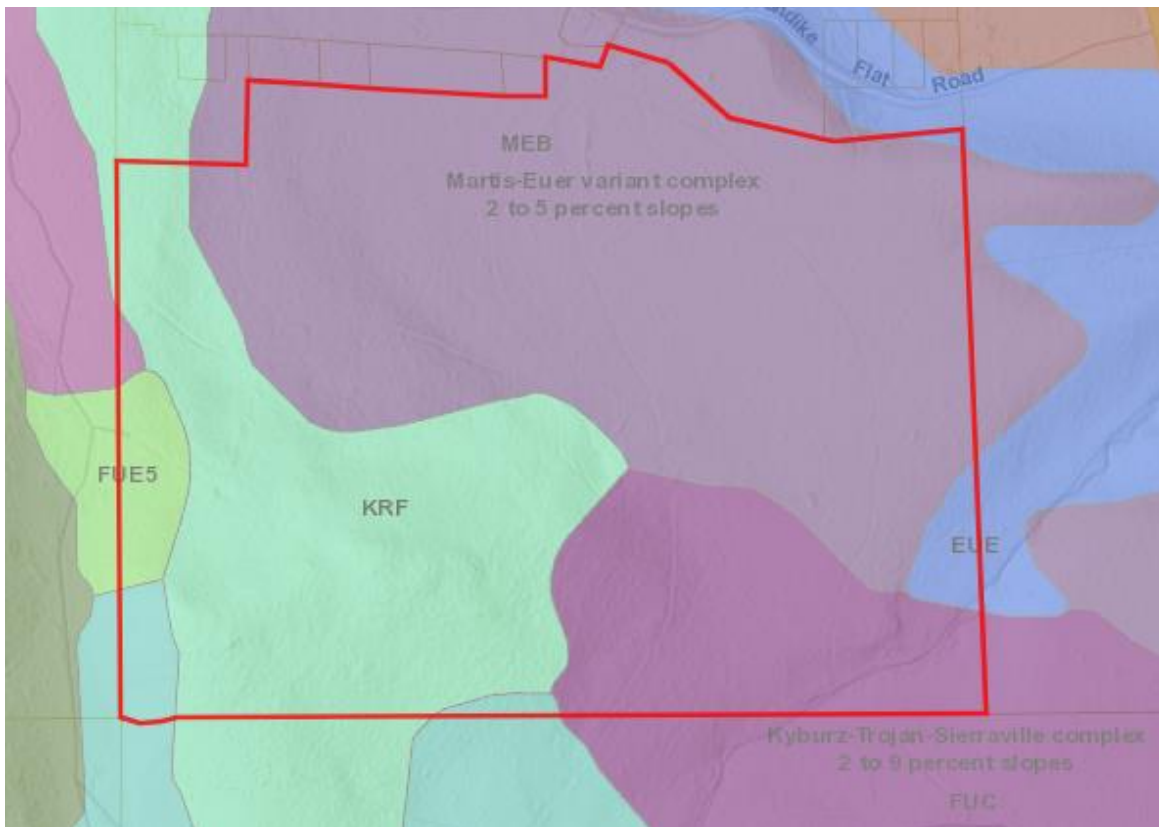 Flat
Road
MEB
Martis-Euer variant complex
2 to 5 percent slopes
FUE5
KRF
EUE
Kyburz-Trojan-Sierraville complex
2 to 9 percent slopes
FUC